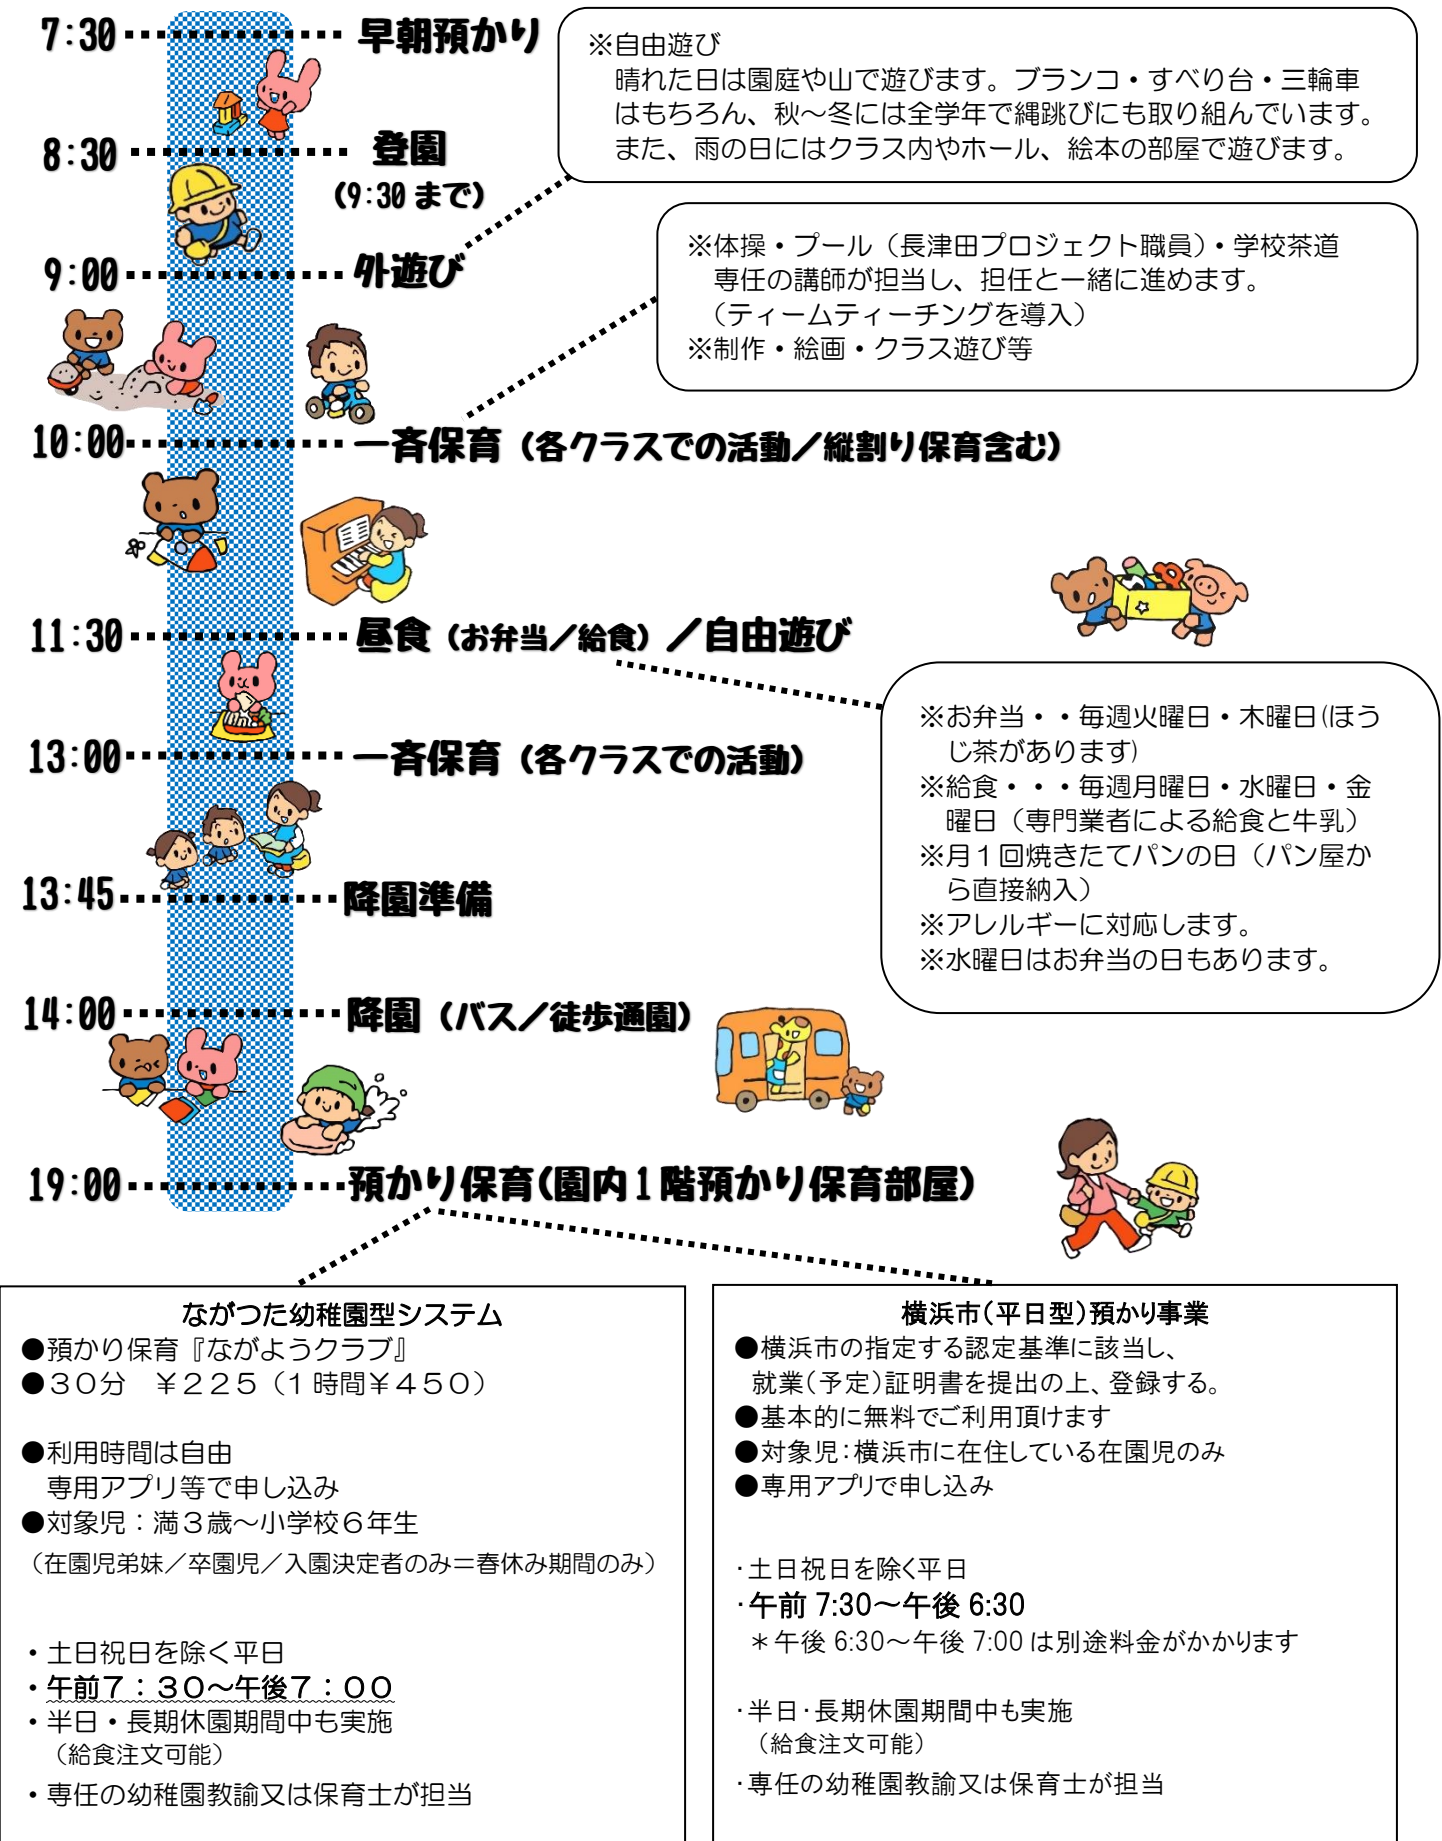 7:30 早朝預かり
※自由遊び
晴れた日は園庭や山で遊びます。ブランコ・すべり台・三輪車
はもちろん、秋～冬には全学年で縄跳びにも取り組んでいます。
また、雨の日にはクラス内やホール、絵本の部屋で遊びます。
8:30 登園
(9:30まで)
9:00 外遊び
※体操・プール（長津田プロジェクト職員）・学校茶道
専任の講師が担当し、担任と一緒に進めます。
（ティームティーチングを導入）
※制作・絵画・クラス遊び等
10:00 一斉保育（各クラスでの活動／縦割り保育含む）
11:30 昼食（お弁当／給食）／自由遊び
※お弁当・・毎週火曜日・木曜日(ほう
じ茶があります)
※給食・・・毎週月曜日・水曜日・金
曜日（専門業者による給食と牛乳）
※月１回焼きたてパンの日（パン屋か
ら直接納入）
※アレルギーに対応します。
※水曜日はお弁当の日もあります。
13:00 一斉保育（各クラスでの活動）
13:45 降園準備
14:00 降園（バス／徒歩通園）
19:00 預かり保育(園内１階預かり保育部屋)
ながつた幼稚園型システム
●預かり保育『ながようクラブ』
●３０分　￥２２５（１時間￥４５０）
●利用時間は自由
専用アプリ等で申し込み
●対象児：満３歳～小学校６年生
（在園児弟妹／卒園児／入園決定者のみ＝春休み期間のみ）
・土日祝日を除く平日
・午前７：３０～午後７：００
・半日・長期休園期間中も実施
（給食注文可能）
・専任の幼稚園教諭又は保育士が担当
横浜市(平日型)預かり事業
●横浜市の指定する認定基準に該当し、
就業(予定)証明書を提出の上、登録する。
●基本的に無料でご利用頂けます
●対象児：横浜市に在住している在園児のみ
●専用アプリで申し込み
・土日祝日を除く平日
・午前 7:30～午後 6:30
＊午後 6:30～午後 7:00 は別途料金がかかります
・半日・長期休園期間中も実施
（給食注文可能）
・専任の幼稚園教諭又は保育士が担当